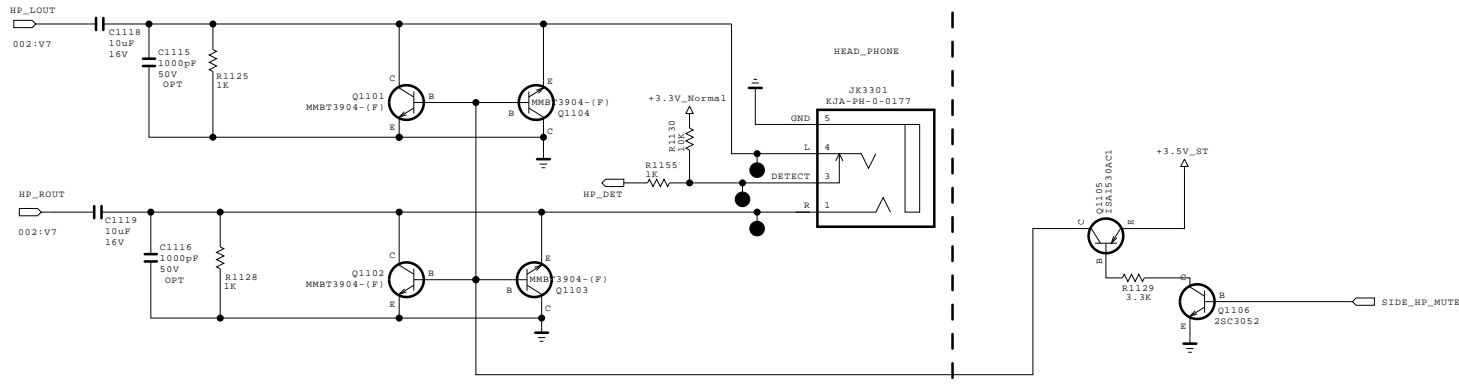 HP_LOUT
002:V7
C1118
10uF
16V
C1115
1000pF
50V
OPT
R1125
1K
C
Q1101
MMBT3904-(F)
B
E
E
MMBT3904-(F)
B
Q1104
C
HEAD_PHONE
JK3301
KJA-PH-0-0177
+3.3V_Normal
GND
5
R1130
10K
L
4
R1155
1K
HP_DET
DETECT
3
R
1
HP_ROUT
002:V7
C1119
10uF
16V
C1116
1000pF
50V
OPT
R1128
1K
C
Q1102
MMBT3904-(F)
B
E
E
MMBT3904-(F)
B
Q1103
C
+3.5V_ST
Q1105
ISA1530AC1
C
E
B
R1129
3.3K
C
B
Q1106
2SC3052
E
SIDE_HP_MUTE